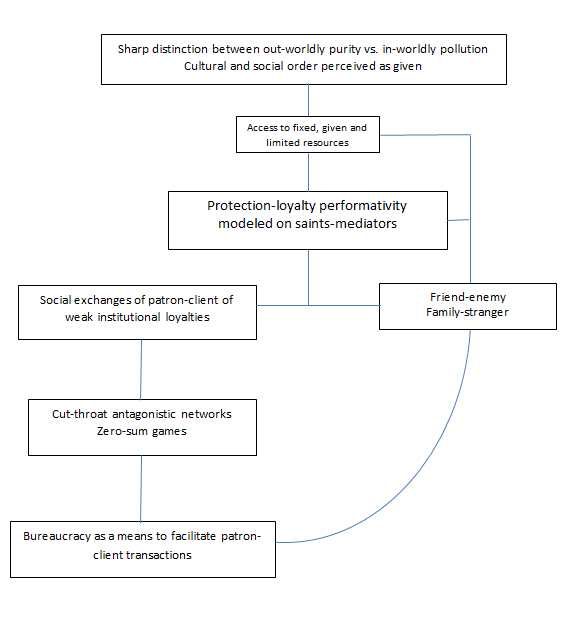 Sharp distinction between out-worldly purity vs. in-worldly pollution
Cultural and social order perceived as given
Access to fixed, given and
limited resources
Protection-loyalty performativity
modeled on saints-mediators
Social exchanges of patron-client of
weak institutional loyalties
Friend-enemy
Family-stranger
Cut-throat antagonistic networks
Zero-sum games
Bureaucracy as a means to facilitate patron-
client transactions